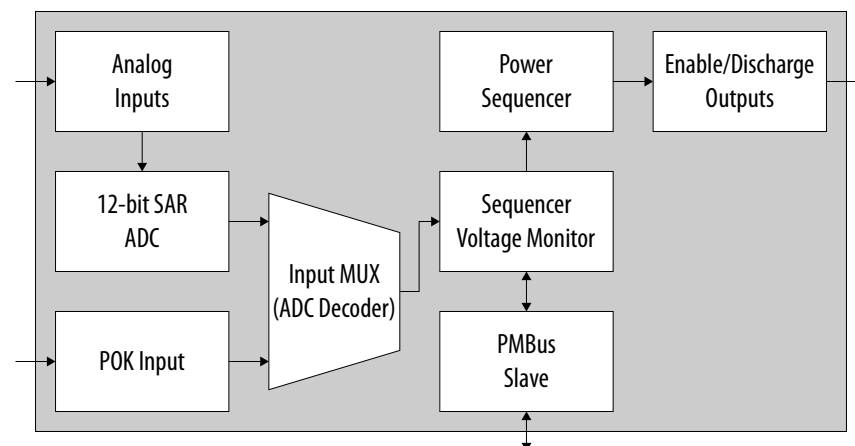 Analog
Inputs
Power
Sequencer
Enable/Discharge
Outputs
12-bit SAR
ADC
Sequencer
Voltage Monitor
Input MUX
(ADC Decoder)
POK Input
PMBus
Slave